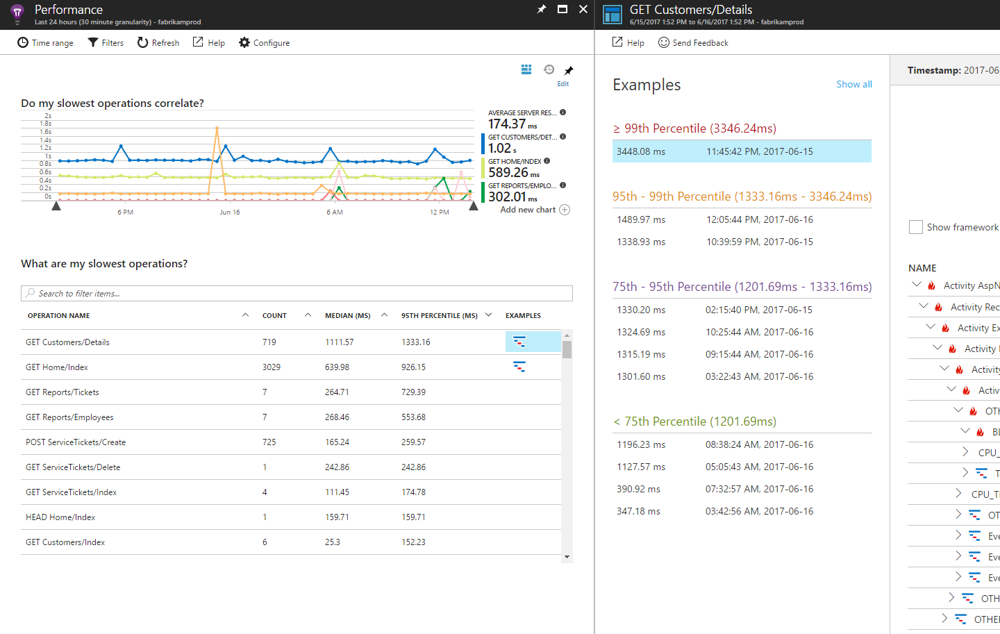 Performance
Last 24 hours (30 minute granularity) - fabrikamprod
Time range
Filters
Refresh
Help
Configure
Edit
Do my slowest operations correlate?
2s
1.8s
1.6s
1.4s
1.2s
1s
0.8s
0.6s
0.4s
0.2s
0s
6 PM
Jun 16
6 AM
12 PM
AVERAGE SERVER RES...
174.37 ms
GET CUSTOMERS/DET...
1.02 s
GET HOME/INDEX
589.26 ms
GET REPORTS/EMPLO...
302.01 ms
Add new chart
What are my slowest operations?
Search to filter items...
OPERATION NAME COUNT MEDIAN (MS) 95TH PERCENTILE (MS) EXAMPLES
GET Customers/Details 719 1111.57 1333.16
GET Home/Index 3029 639.98 926.15
GET Reports/Tickets 7 264.71 729.39
GET Reports/Employees 7 268.46 553.68
POST ServiceTickets/Create 725 165.24 259.57
GET ServiceTickets/Delete 1 242.86 242.86
GET ServiceTickets/Index 4 111.45 174.78
HEAD Home/Index 1 159.71 159.71
GET Customers/Index 6 25.3 152.23
GET Customers/Details
6/15/2017 1:52 PM to 6/16/2017 1:52 PM - fabrikamprod
Help
Send Feedback
Examples
Show all
≥ 99th Percentile (3346.24ms)
3448.08 ms 11:45:42 PM, 2017-06-15
95th - 99th Percentile (1333.16ms - 3346.24ms)
1489.97 ms 12:05:44 PM, 2017-06-16
1338.93 ms 10:39:59 PM, 2017-06-15
75th - 95th Percentile (1201.69ms - 1333.16ms)
1330.20 ms 02:15:40 PM, 2017-06-15
1324.69 ms 10:25:44 AM, 2017-06-16
1315.19 ms 09:15:44 AM, 2017-06-16
1301.60 ms 03:22:43 AM, 2017-06-16
< 75th Percentile (1201.69ms)
1196.23 ms 08:38:24 AM, 2017-06-16
1127.57 ms 05:05:43 AM, 2017-06-16
390.92 ms 07:32:57 AM, 2017-06-16
347.18 ms 03:42:56 AM, 2017-06-16
Timestamp: 2017-06
Show framework
NAME
Activity AspN
Activity Rec
Activity Ex
Activity
Activity
Activ
OTH
BL
CPU_
T
CPU_TI
OT
Eve
Eve
Eve
OTH
OTHER